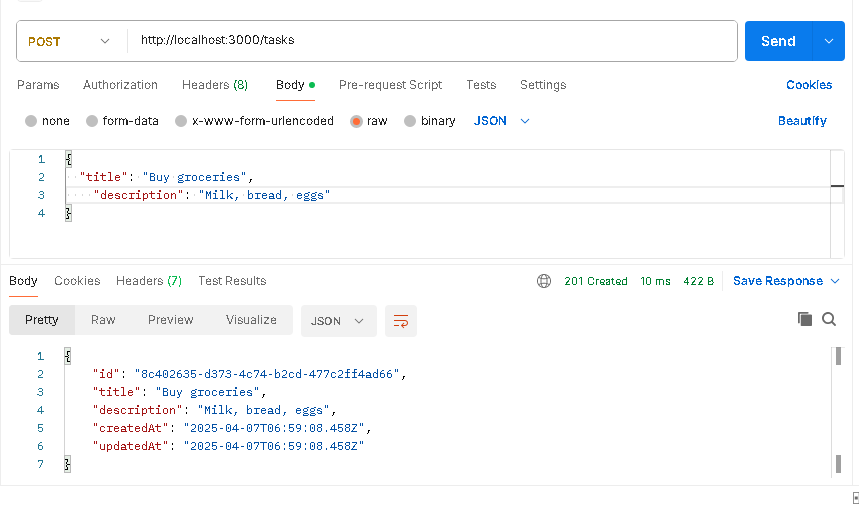 POST http://localhost:3000/tasks Send
Params Authorization Headers (8) Body Pre-request Script Tests Settings Cookies
none form-data x-www-form-urlencoded raw binary JSON Beautify
1 {
2 "title": "Buy groceries",
3 "description": "Milk, bread, eggs"
4 }
Body Cookies Headers (7) Test Results 201 Created 10 ms 422 B Save Response
Pretty Raw Preview Visualize JSON
1 {
2 "id": "8c402635-d373-4c74-b2cd-477c2ff4ad66",
3 "title": "Buy groceries",
4 "description": "Milk, bread, eggs",
5 "createdAt": "2025-04-07T06:59:08.458Z",
6 "updatedAt": "2025-04-07T06:59:08.458Z"
7 }